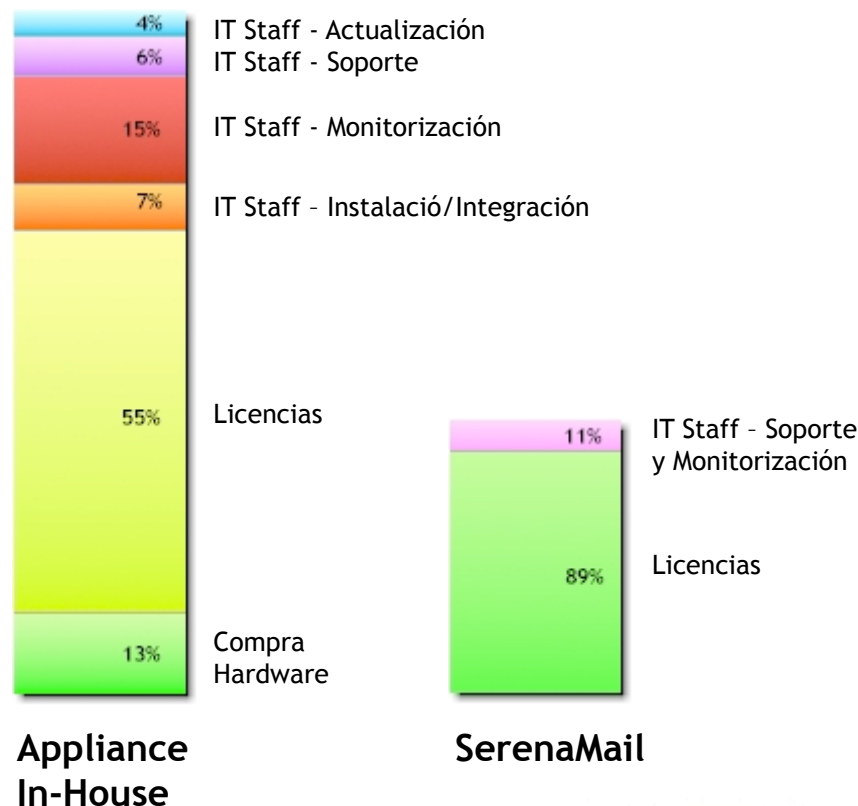 4%
IT Staff - Actualización
6%
IT Staff - Soporte
15%
IT Staff - Monitorización
7%
IT Staff – Instalació/Integración
55%
Licencias
13%
Compra
Hardware
Appliance
In-House
11%
IT Staff – Soporte
y Monitorización
89%
Licencias
SerenaMail